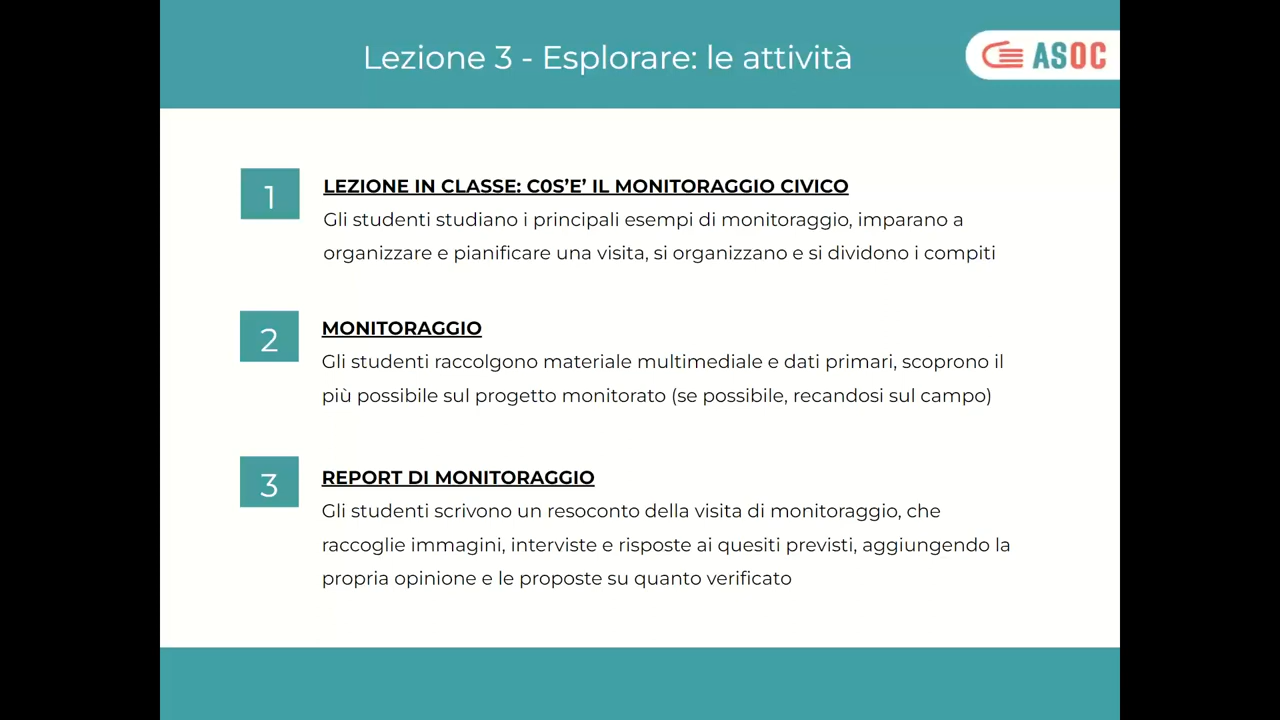 Lezione 3 - Esplorare: le attività
ASOC
1
LEZIONE IN CLASSE: C0S’E’ IL MONITORAGGIO CIVICO
Gli studenti studiano i principali esempi di monitoraggio, imparano a
organizzare e pianificare una visita, si organizzano e si dividono i compiti
2
MONITORAGGIO
Gli studenti raccolgono materiale multimediale e dati primari, scoprono il
più possibile sul progetto monitorato (se possibile, recandosi sul campo)
3
REPORT DI MONITORAGGIO
Gli studenti scrivono un resoconto della visita di monitoraggio, che
raccoglie immagini, interviste e risposte ai quesiti previsti, aggiungendo la
propria opinione e le proposte su quanto verificato